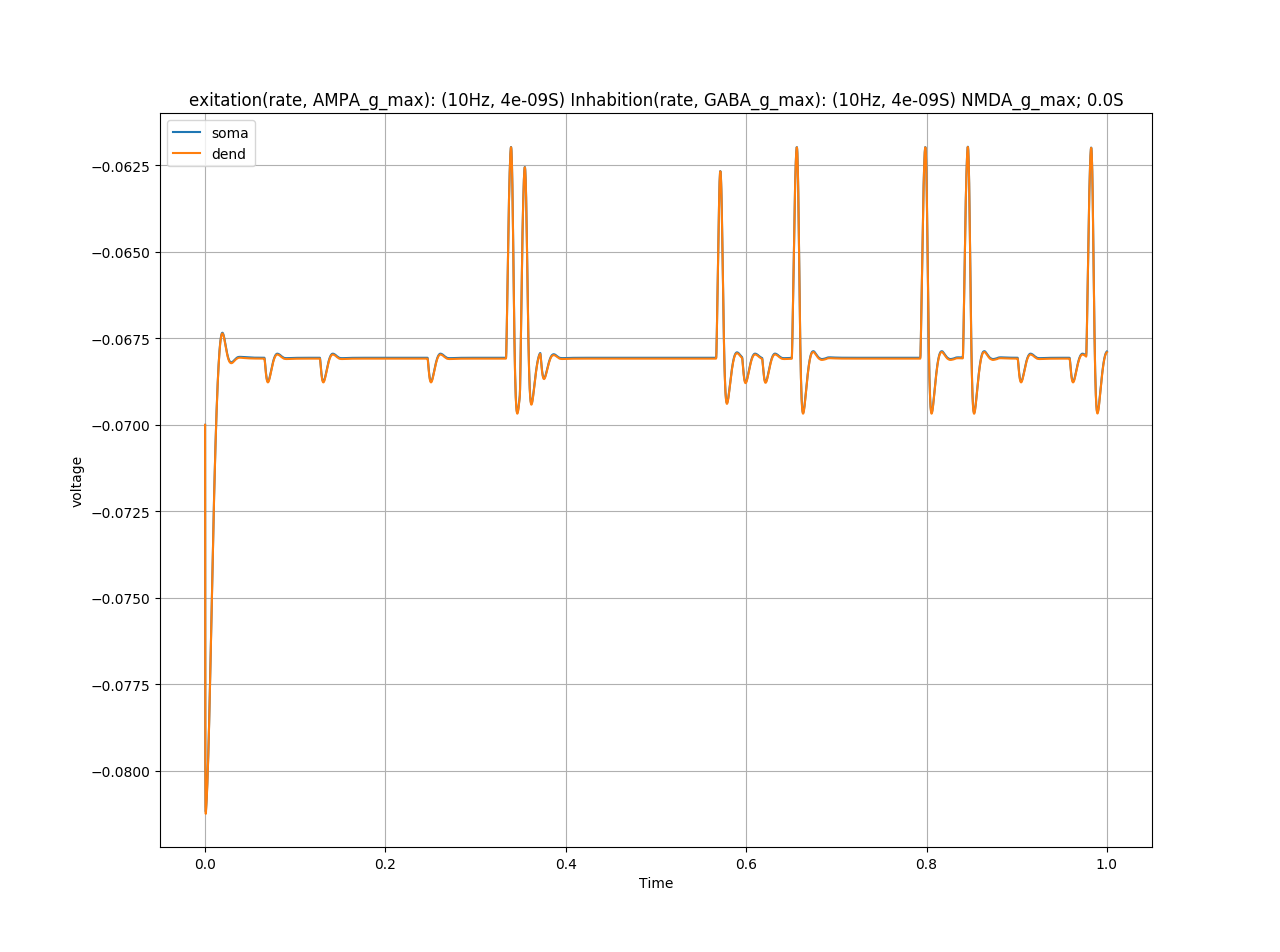 exitation(rate, AMPA_g_max): (10Hz, 4e-09S) Inhabition(rate, GABA_g_max): (10Hz, 4e-09S) NMDA_g_max; 0.0S
soma
dend
−0.0625
−0.0650
−0.0675
−0.0700
−0.0725
−0.0750
−0.0775
−0.0800
voltage
0.0 0.2 0.4 0.6 0.8 1.0
Time